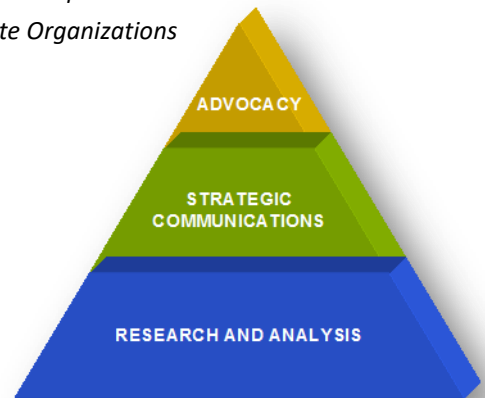 te Organizations
ADVOCACY
STRATEGIC
COMMUNICATIONS
RESEARCH AND ANALYSIS